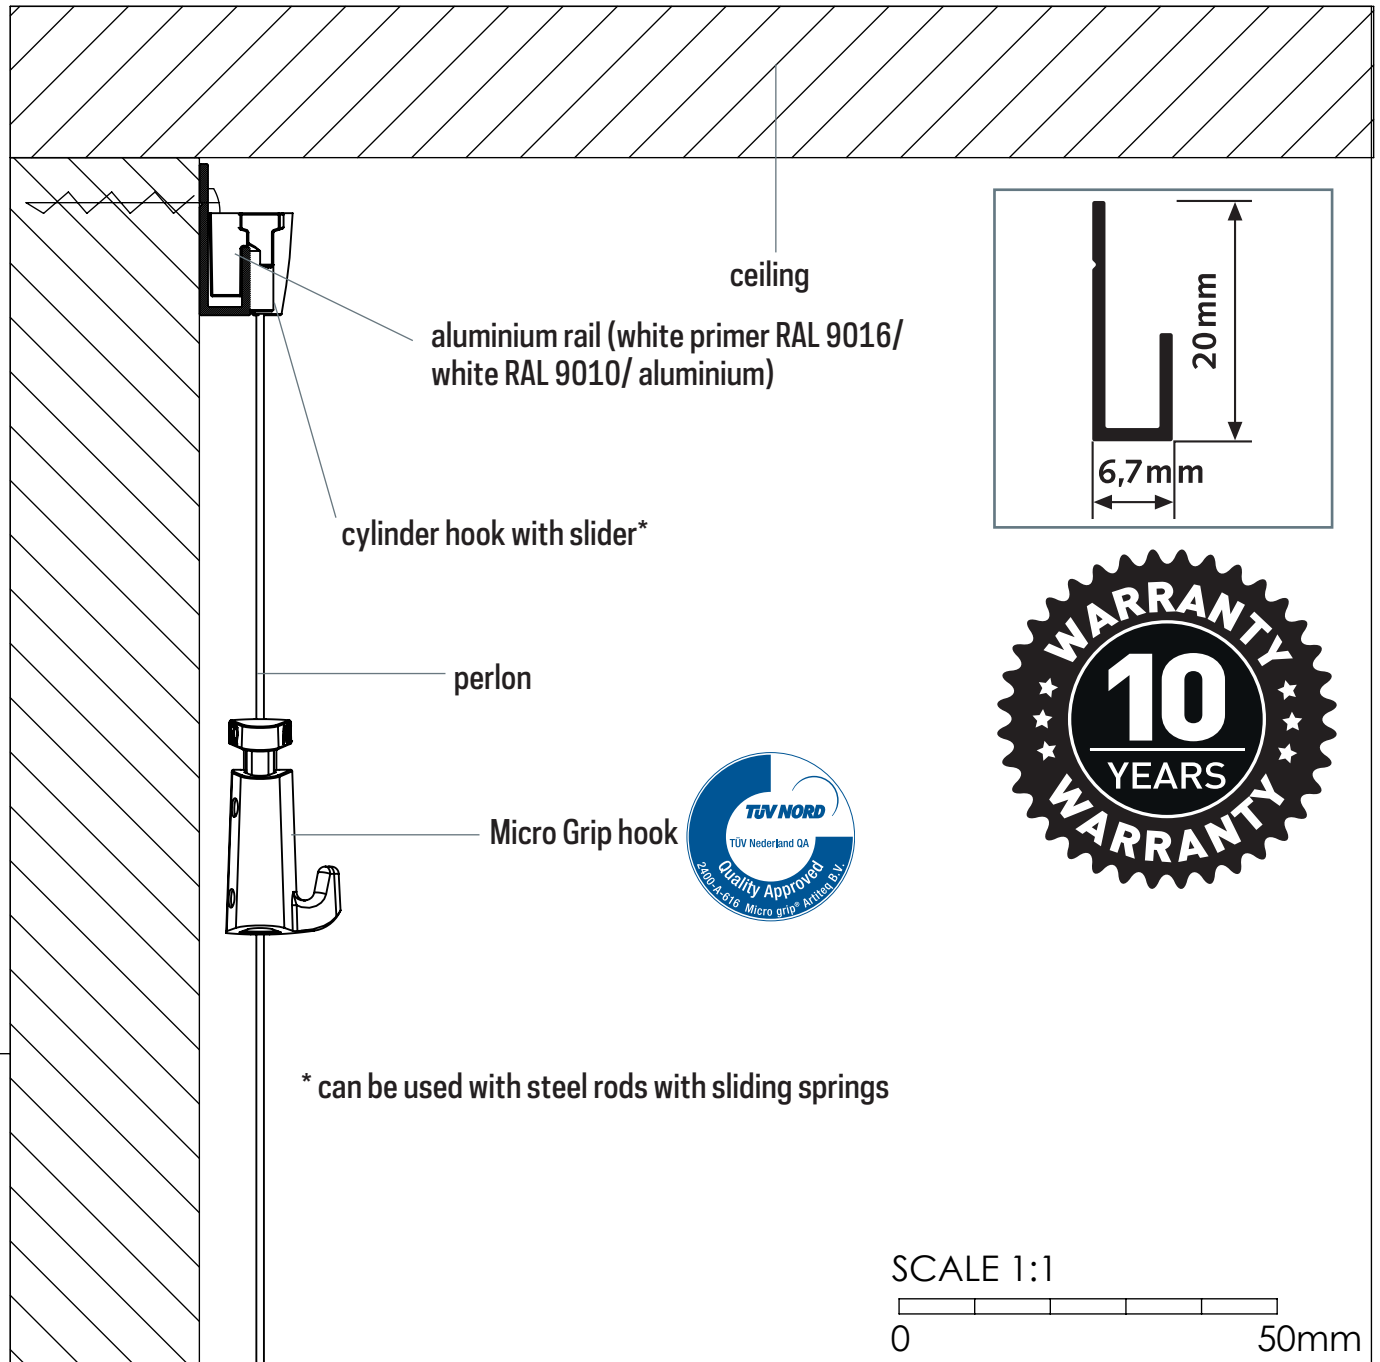 ceiling
aluminium rail (white primer RAL 9016/
white RAL 9010/ aluminium)
20mm
6,7mm
cylinder hook with slider*
WARRANTY
10
YEARS
WARRANTY
perlon
Micro Grip hook
TÜV NORD
TÜV Nederland QA
Quality Approved
2400-A-616 Micro grip® Artiteq B.V.
* can be used with steel rods with sliding springs
SCALE 1:1
0 50mm